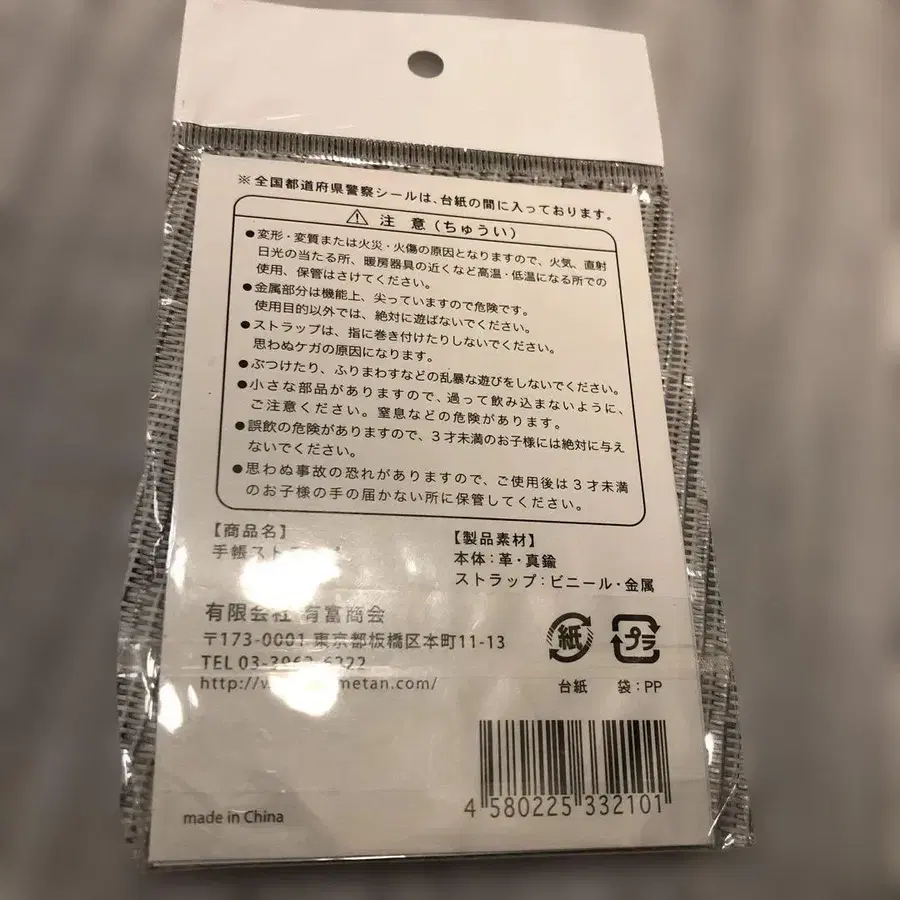 ※全国都道府県警察シールは、台紙の間に入っております。
⚠ 注 意(ちゅうい)
●変形・変質または火災・火傷の原因となりますので、火気、直射
日光の当たる所、暖房器具の近くなど高温・低温になる所での
使用、保管はさけてください。
●金属部分は機能上、尖っていますので危険です。
使用目的以外では、絶対に遊ばないでください。
●ストラップは、指に巻き付けたりしないでください。
思わぬケガの原因になります。
●ぶつけたり、ふりまわすなどの乱暴な遊びをしないでください。
●小さな部品がありますので、過って飲み込まないように、
ご注意ください。窒息などの危険があります。
●誤飲の危険がありますので、3才未満のお子様には絶対に与え
ないでください。
●思わぬ事故の恐れがありますので、ご使用後は3才未満
のお子様の手の届かない所に保管してください。
【商品名】
手帳スト
【製品素材】
本体:革・真鍮
ストラップ:ビニール・金属
有限会社 有富商会
〒173-0001 東京都板橋区本町11-13
TEL 03-3962-6222
metan.com/
紙
プラ
台紙
袋:PP
4 580225 332101
made in China